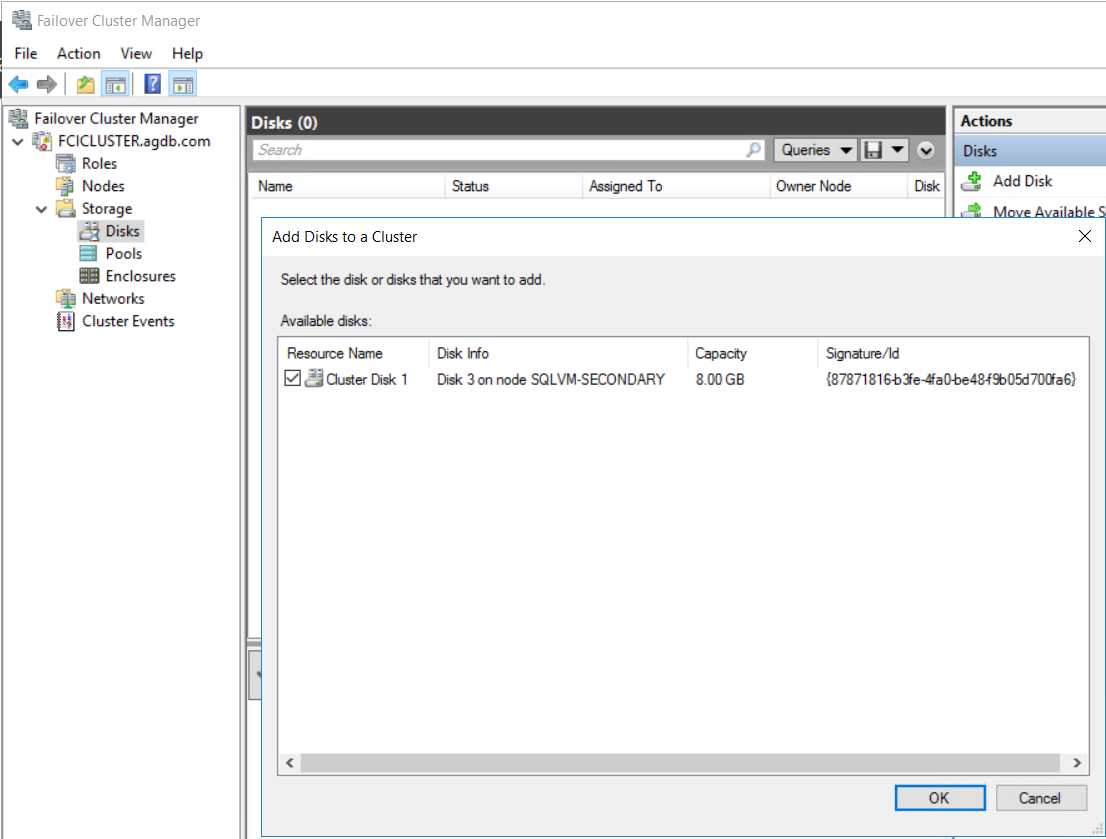 Failover Cluster Manager
File Action View Help
Failover Cluster Manager
FCICLUSTER.agdb.com
Roles
Nodes
Storage
Disks
Pools
Enclosures
Networks
Cluster Events
Disks (0)
Search
Queries
Name Status Assigned To Owner Node Disk
Actions
Disks
Add Disk
Move Available S
Add Disks to a Cluster
Select the disk or disks that you want to add.
Available disks:
Resource Name Disk Info Capacity Signature/Id
Cluster Disk 1 Disk 3 on node SQLVM-SECONDARY 8.00 GB {87871816-b3fe-4fa0-be48-f9b05d700fa6}
OK Cancel